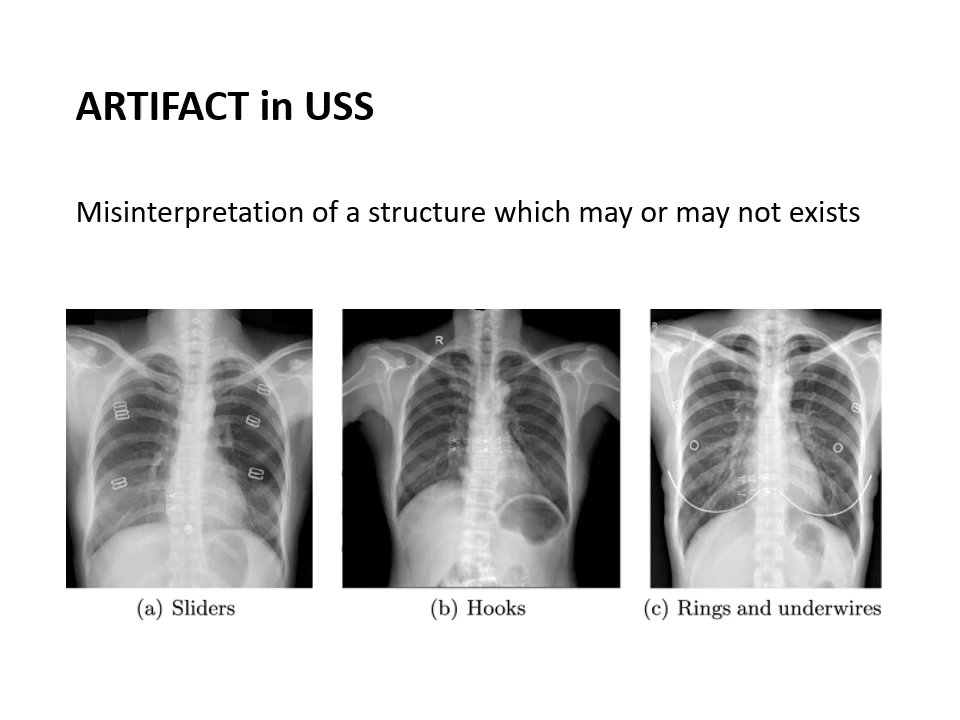 ARTIFACT in USS
Misinterpretation of a structure which may or may not exists
R
R
(a) Sliders
(b) Hooks
(c) Rings and underwires